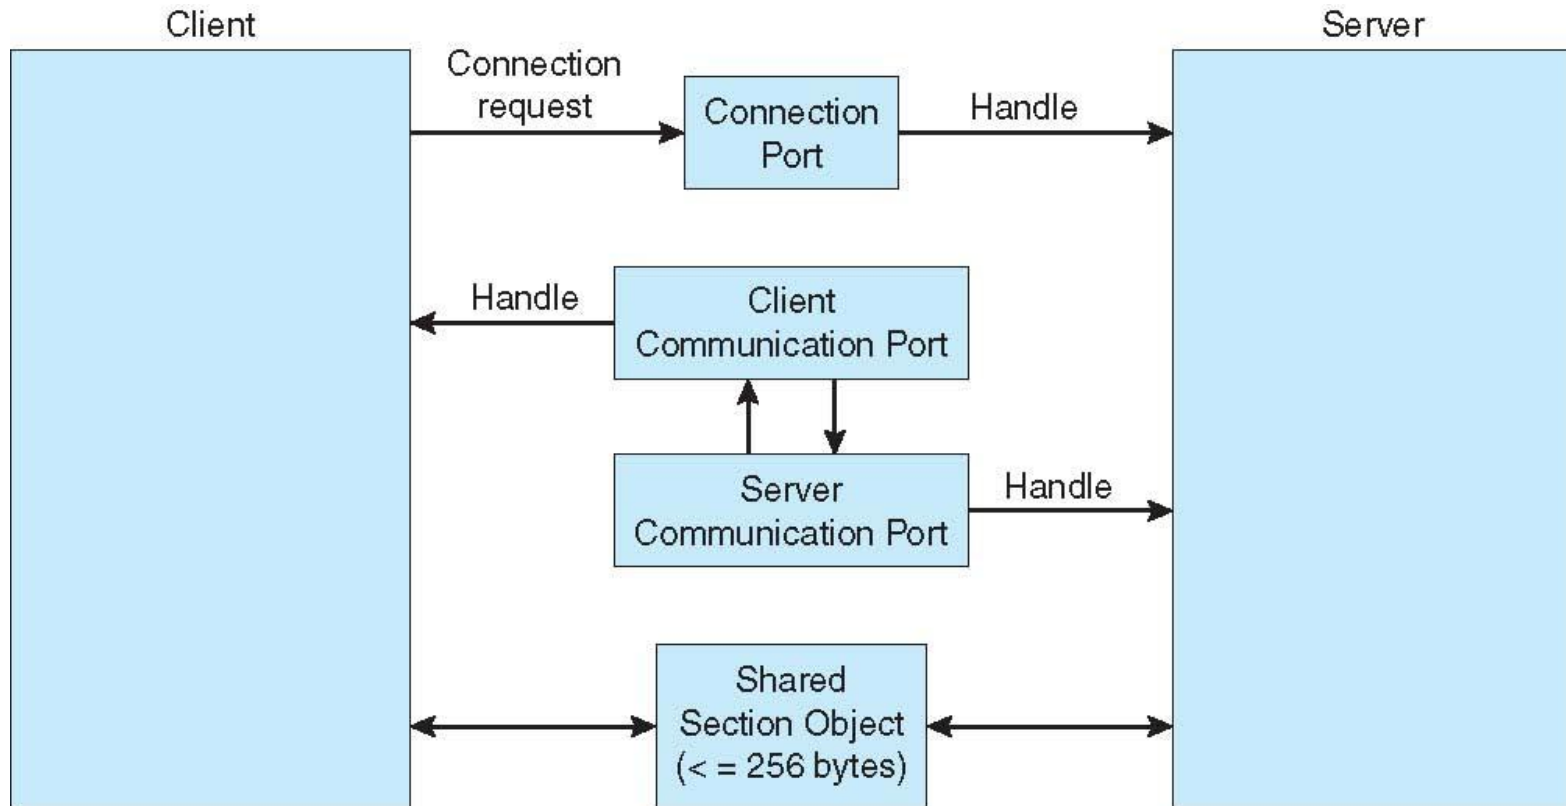 Client
Server
Connection
request
Connection
Port
Handle
Handle
Client
Communication Port
Server
Communication Port
Handle
Shared
Section Object
(< = 256 bytes)